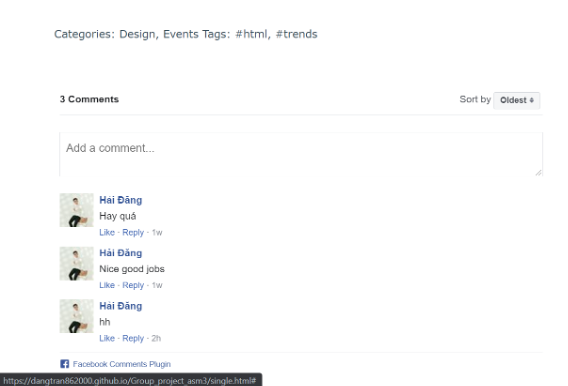 Categories: Design, Events Tags: #html, #trends
3 Comments
Sort by Oldest
Add a comment...
Hải Đăng
Hay quá
Like · Reply · 1w
Hải Đăng
Nice good jobs
Like · Reply · 1w
Hải Đăng
hh
Like · Reply · 2h
Facebook Comments Plugin
https://dangtran862000.github.io/Group_project_asm3/single.html#